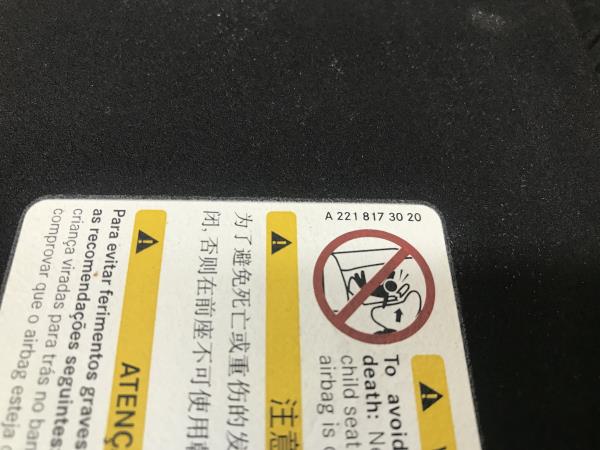 A 221 817 30 20
To avoid
death:
child seat
airbag is
注意
为了避免死亡或重伤的发
闭, 否则在前座不可使用
ATENÇ
Para evitar ferimentos graves
as recomendações seguintes:
criança viradas para trás no ban
comprovar que o airbag esteja